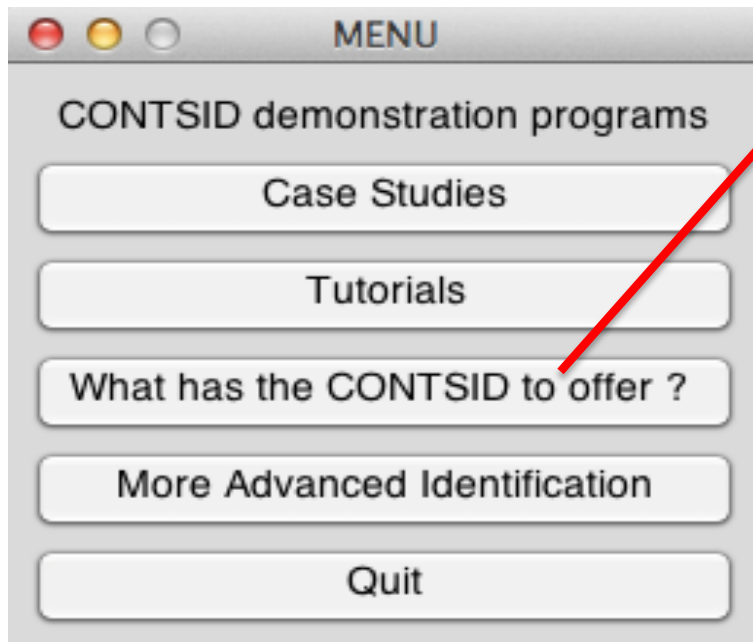 MENU
CONTSID demonstration programs
Case Studies
Tutorials
What has the CONTSID to offer ?
More Advanced Identification
Quit